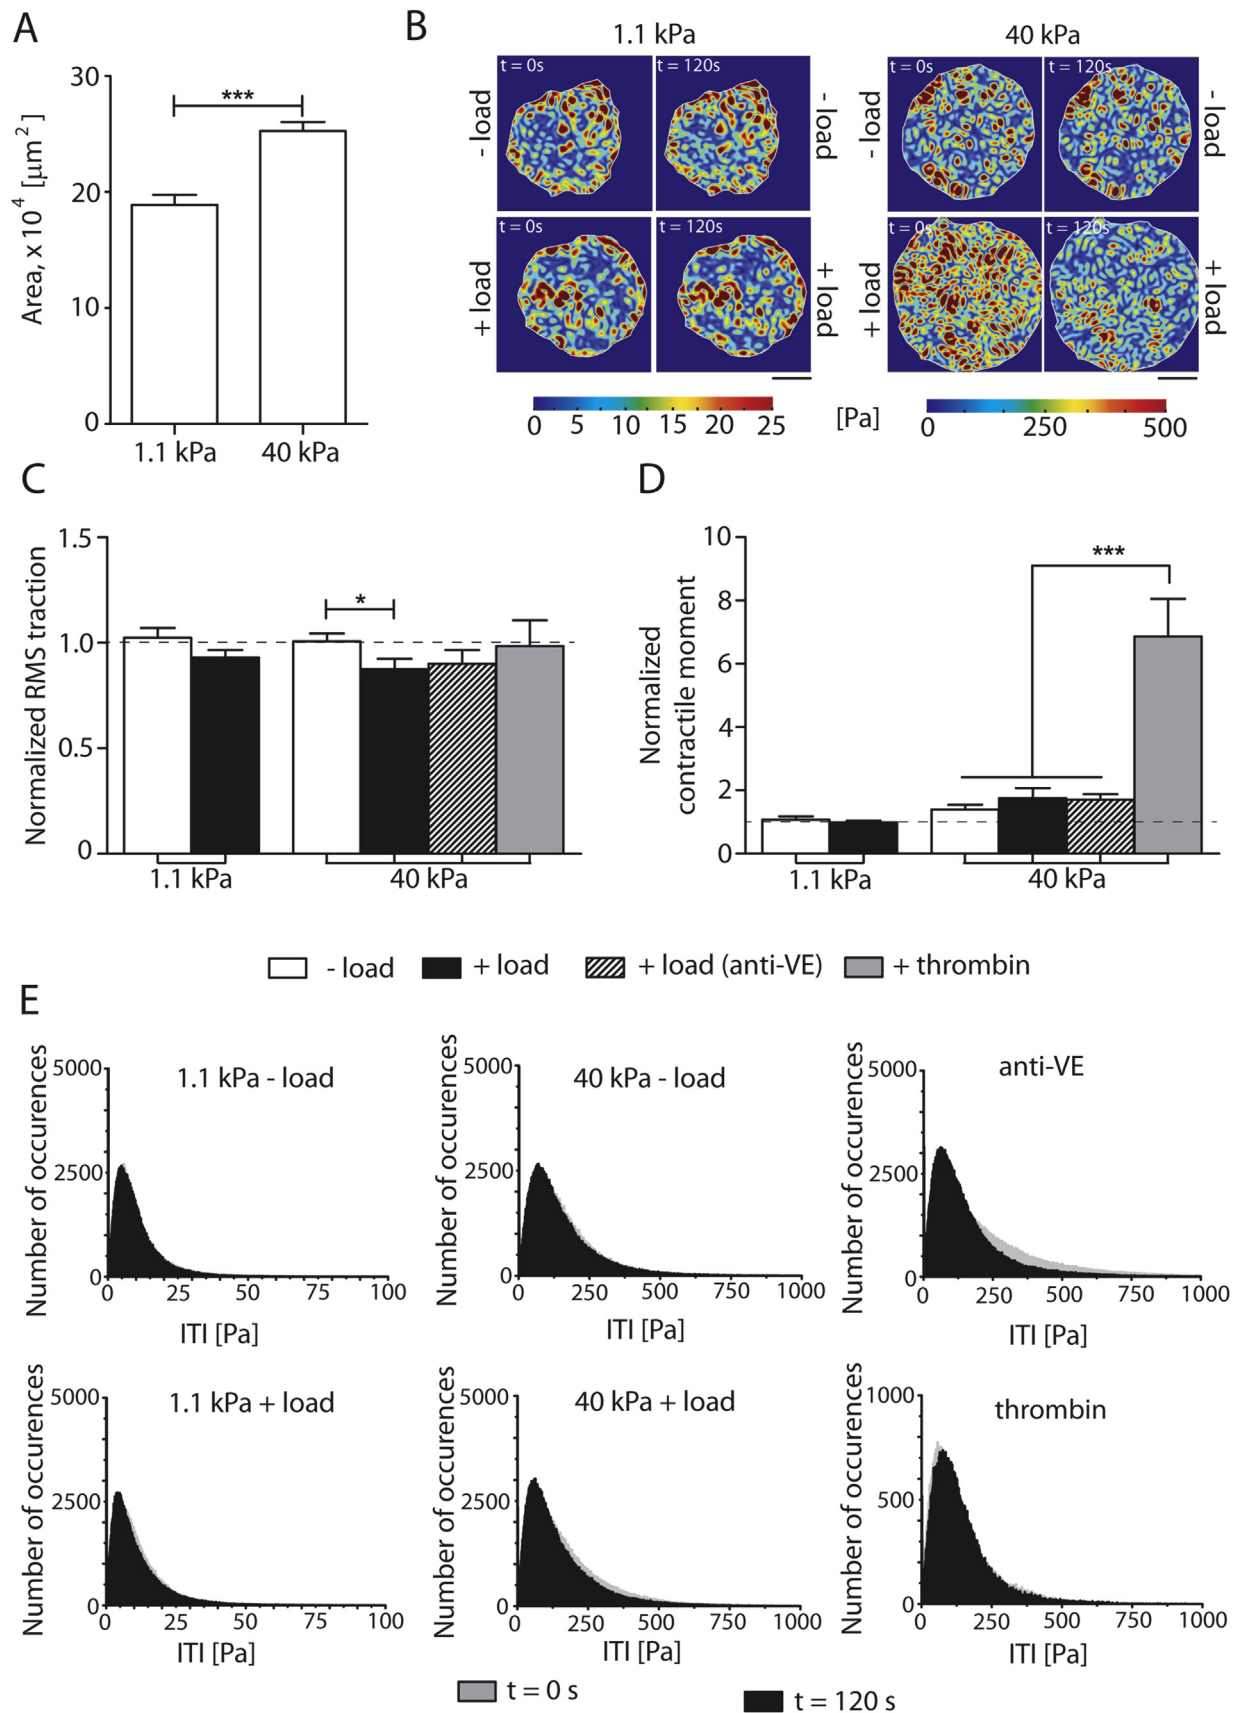 A
Area, x 10⁴ [μm²]
30
20
10
0
***
1.1 kPa
40 kPa
B
1.1 kPa
40 kPa
t = 0s
t = 120s
t = 0s
t = 120s
- load
- load
- load
- load
t = 0s
t = 120s
t = 0s
t = 120s
+ load
+ load
+ load
+ load
0 5 10 15 20 25
[Pa]
0 250 500
C
Normalized RMS traction
1.5
1.0
0.5
0
*
1.1 kPa
40 kPa
D
Normalized
contractile moment
10
8
6
4
2
0
***
1.1 kPa
40 kPa
- load
+ load
+ load (anti-VE)
+ thrombin
E
Number of occurences
5000
2500
0
1.1 kPa - load
0 25 50 75 100
ITI [Pa]
Number of occurences
5000
2500
0
40 kPa - load
0 250 500 750 1000
ITI [Pa]
Number of occurences
5000
2500
0
anti-VE
0 250 500 750 1000
ITI [Pa]
Number of occurences
5000
2500
0
1.1 kPa + load
0 25 50 75 100
ITI [Pa]
Number of occurences
5000
2500
0
40 kPa + load
0 250 500 750 1000
ITI [Pa]
Number of occurences
1000
500
0
thrombin
0 250 500 750 1000
ITI [Pa]
t = 0 s
t = 120 s